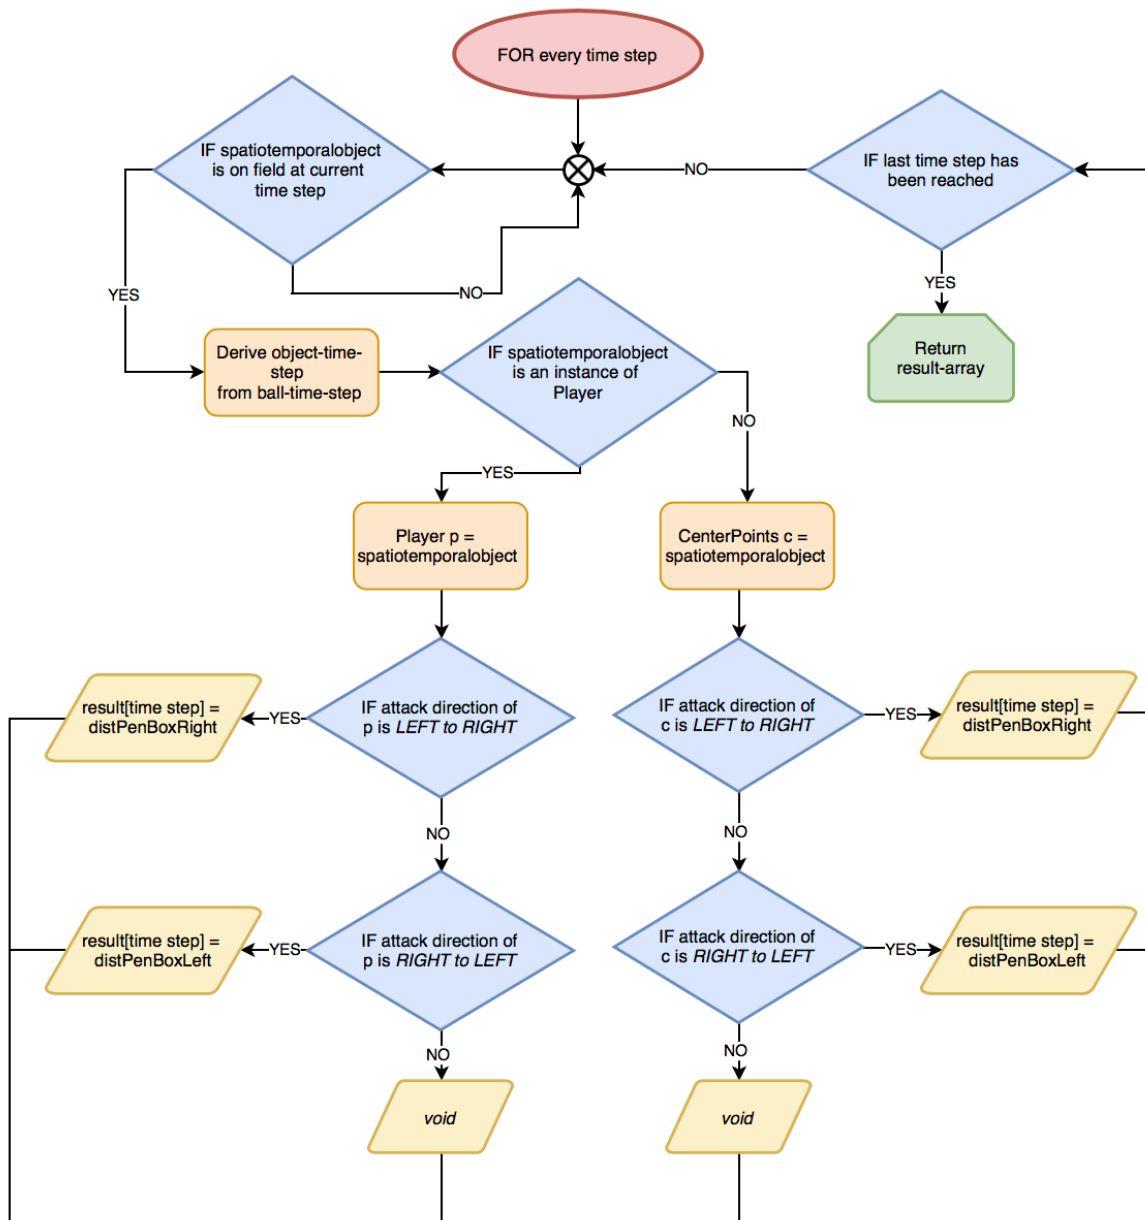 FOR every time step
IF spatiotemporalobject
is on field at current
time step
IF last time step has
been reached
NO
YES
NO
YES
Derive object-time-
step
from ball-time-step
IF spatiotemporalobject
is an instance of
Player
Return
result-array
NO
YES
Player p =
spatiotemporalobject
CenterPoints c =
spatiotemporalobject
result[time step] =
distPenBoxRight
YES
IF attack direction of
p is LEFT to RIGHT
IF attack direction of
c is LEFT to RIGHT
YES
result[time step] =
distPenBoxRight
NO
NO
result[time step] =
distPenBoxLeft
YES
IF attack direction of
p is RIGHT to LEFT
IF attack direction of
c is RIGHT to LEFT
YES
result[time step] =
distPenBoxLeft
NO
NO
void
void